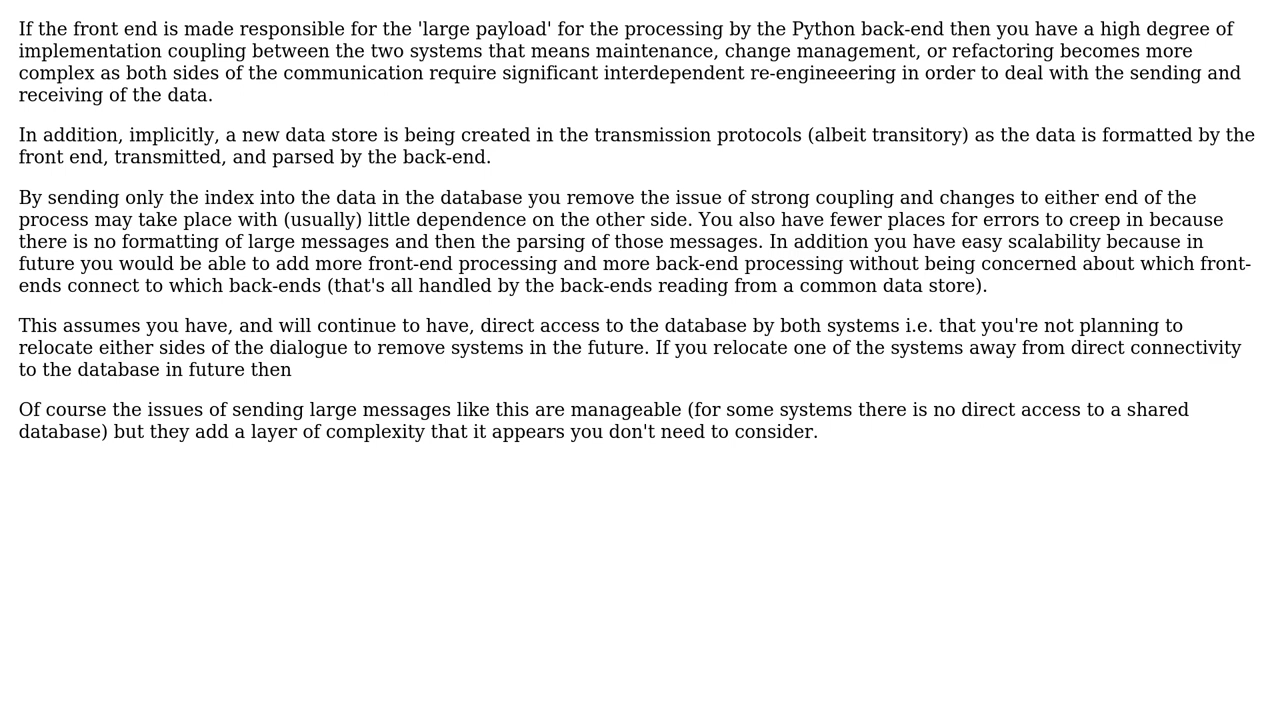 If the front end is made responsible for the 'large payload' for the processing by the Python back-end then you have a high degree of
implementation coupling between the two systems that means maintenance, change management, or refactoring becomes more
complex as both sides of the communication require significant interdependent re-engineeering in order to deal with the sending and
receiving of the data.
In addition, implicitly, a new data store is being created in the transmission protocols (albeit transitory) as the data is formatted by the
front end, transmitted, and parsed by the back-end.
By sending only the index into the data in the database you remove the issue of strong coupling and changes to either end of the
process may take place with (usually) little dependence on the other side. You also have fewer places for errors to creep in because
there is no formatting of large messages and then the parsing of those messages. In addition you have easy scalability because in
future you would be able to add more front-end processing and more back-end processing without being concerned about which front-
ends connect to which back-ends (that's all handled by the back-ends reading from a common data store).
This assumes you have, and will continue to have, direct access to the database by both systems i.e. that you're not planning to
relocate either sides of the dialogue to remove systems in the future. If you relocate one of the systems away from direct connectivity
to the database in future then
Of course the issues of sending large messages like this are manageable (for some systems there is no direct access to a shared
database) but they add a layer of complexity that it appears you don't need to consider.